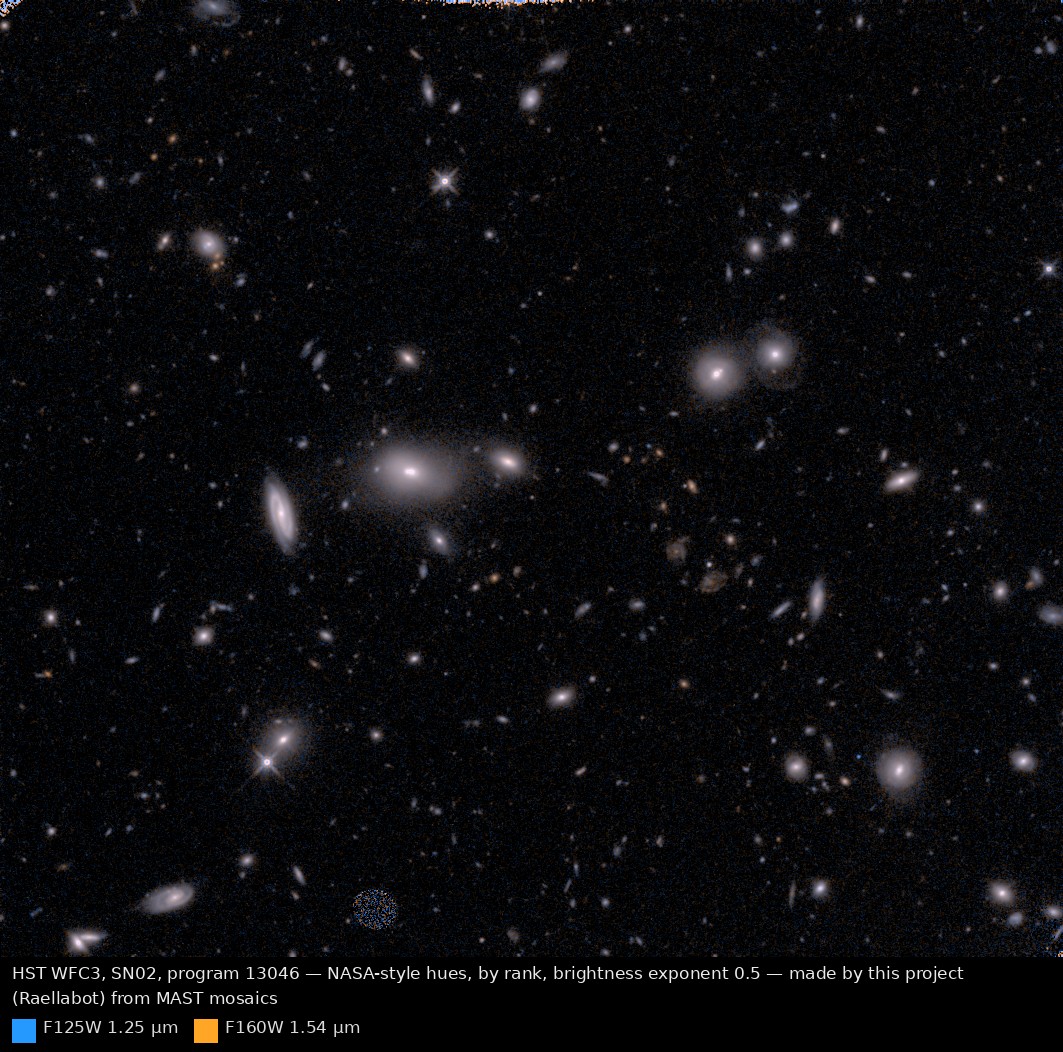 HST WFC3, SN02, program 13046 — NASA-style hues, by rank, brightness exponent 0.5 — made by this project
(Raellabot) from MAST mosaics
F125W 1.25 µm F160W 1.54 µm